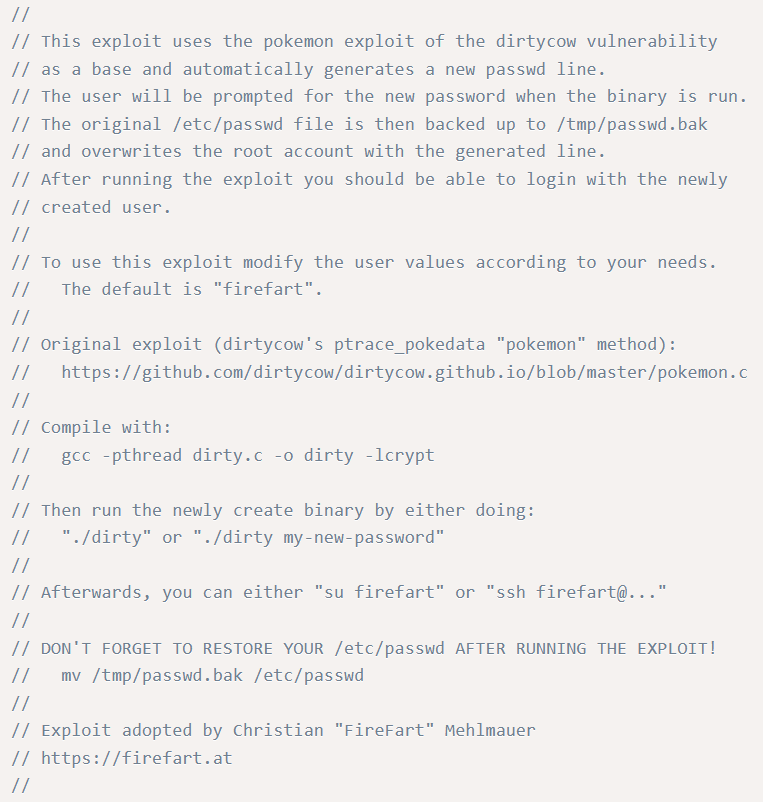 //
// This exploit uses the pokemon exploit of the dirtycow vulnerability
// as a base and automatically generates a new passwd line.
// The user will be prompted for the new password when the binary is run.
// The original /etc/passwd file is then backed up to /tmp/passwd.bak
// and overwrites the root account with the generated line.
// After running the exploit you should be able to login with the newly
// created user.
//
// To use this exploit modify the user values according to your needs.
//   The default is "firefart".
//
// Original exploit (dirtycow's ptrace_pokedata "pokemon" method):
//   https://github.com/dirtycow/dirtycow.github.io/blob/master/pokemon.c
//
// Compile with:
//   gcc -pthread dirty.c -o dirty -lcrypt
//
// Then run the newly create binary by either doing:
//   "./dirty" or "./dirty my-new-password"
//
// Afterwards, you can either "su firefart" or "ssh firefart@..."
//
// DON'T FORGET TO RESTORE YOUR /etc/passwd AFTER RUNNING THE EXPLOIT!
//   mv /tmp/passwd.bak /etc/passwd
//
// Exploit adopted by Christian "FireFart" Mehlmauer
// https://firefart.at
//